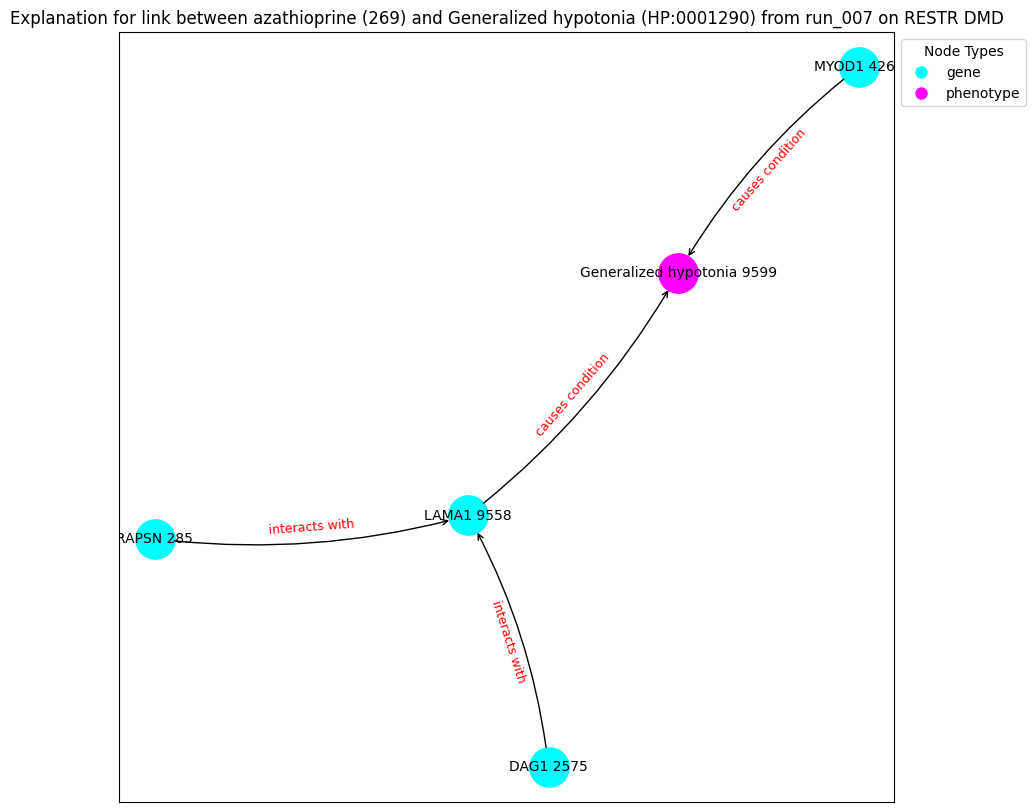 Explanation for link between azathioprine (269) and Generalized hypotonia (HP:0001290) from run_007 on RESTR DMD
Node Types
gene
phenotype
MYOD1 426
causes condition
Generalized hypotonia 9599
causes condition
LAMA1 9558
RAPSN 285
interacts with
interacts with
DAG1 2575